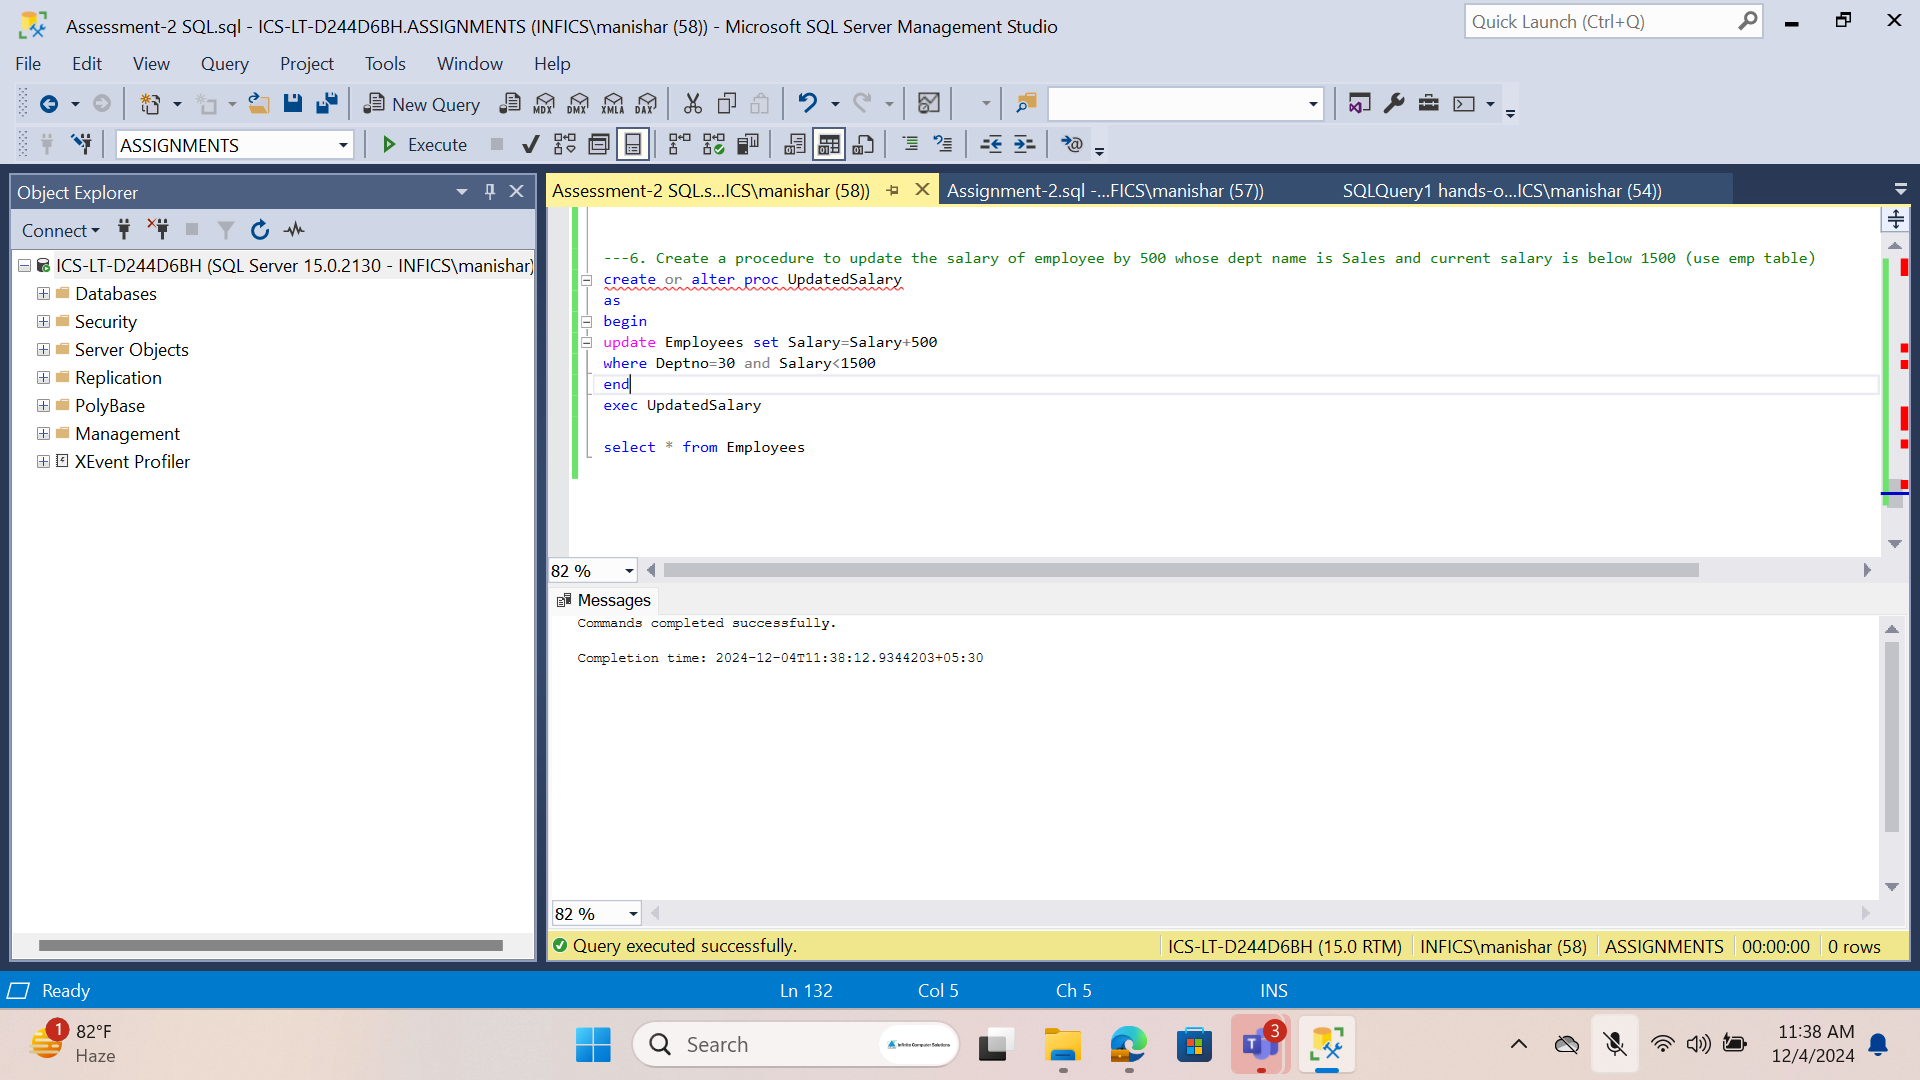 Assessment-2 SQL.sql - ICS-LT-D244D6BH.ASSIGNMENTS (INFICS\manishar (58)) - Microsoft SQL Server Management Studio
Quick Launch (Ctrl+Q)
File Edit View Query Project Tools Window Help
New Query MDX DMX XMLA DAX
ASSIGNMENTS Execute
Object Explorer
Assessment-2 SQL.s...ICS\manishar (58)) Assignment-2.sql -...FICS\manishar (57)) SQLQuery1 hands-o...ICS\manishar (54))
Connect
ICS-LT-D244D6BH (SQL Server 15.0.2130 - INFICS\manishar)
Databases
Security
Server Objects
Replication
PolyBase
Management
XEvent Profiler
---6. Create a procedure to update the salary of employee by 500 whose dept name is Sales and current salary is below 1500 (use emp table)
create or alter proc UpdatedSalary
as
begin
update Employees set Salary=Salary+500
where Deptno=30 and Salary<1500
end
exec UpdatedSalary
select * from Employees
82 %
Messages
Commands completed successfully.
Completion time: 2024-12-04T11:38:12.9344203+05:30
82 %
Query executed successfully. ICS-LT-D244D6BH (15.0 RTM) INFICS\manishar (58) ASSIGNMENTS 00:00:00 0 rows
Ready Ln 132 Col 5 Ch 5 INS
1 82°F
Haze
Search
Infinite Computer Solutions
T 3
11:38 AM
12/4/2024